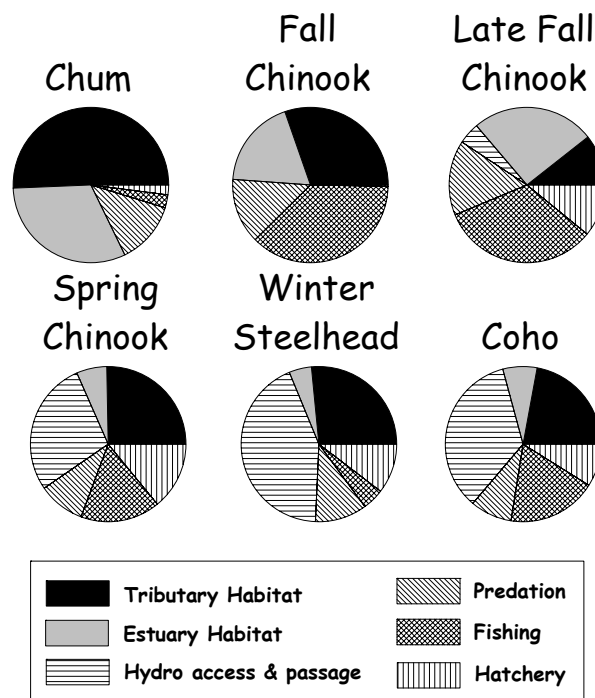 Chum
Fall
Chinook
Late Fall
Chinook
Spring
Chinook
Winter
Steelhead
Coho
Tributary Habitat
Estuary Habitat
Hydro access & passage
Predation
Fishing
Hatchery